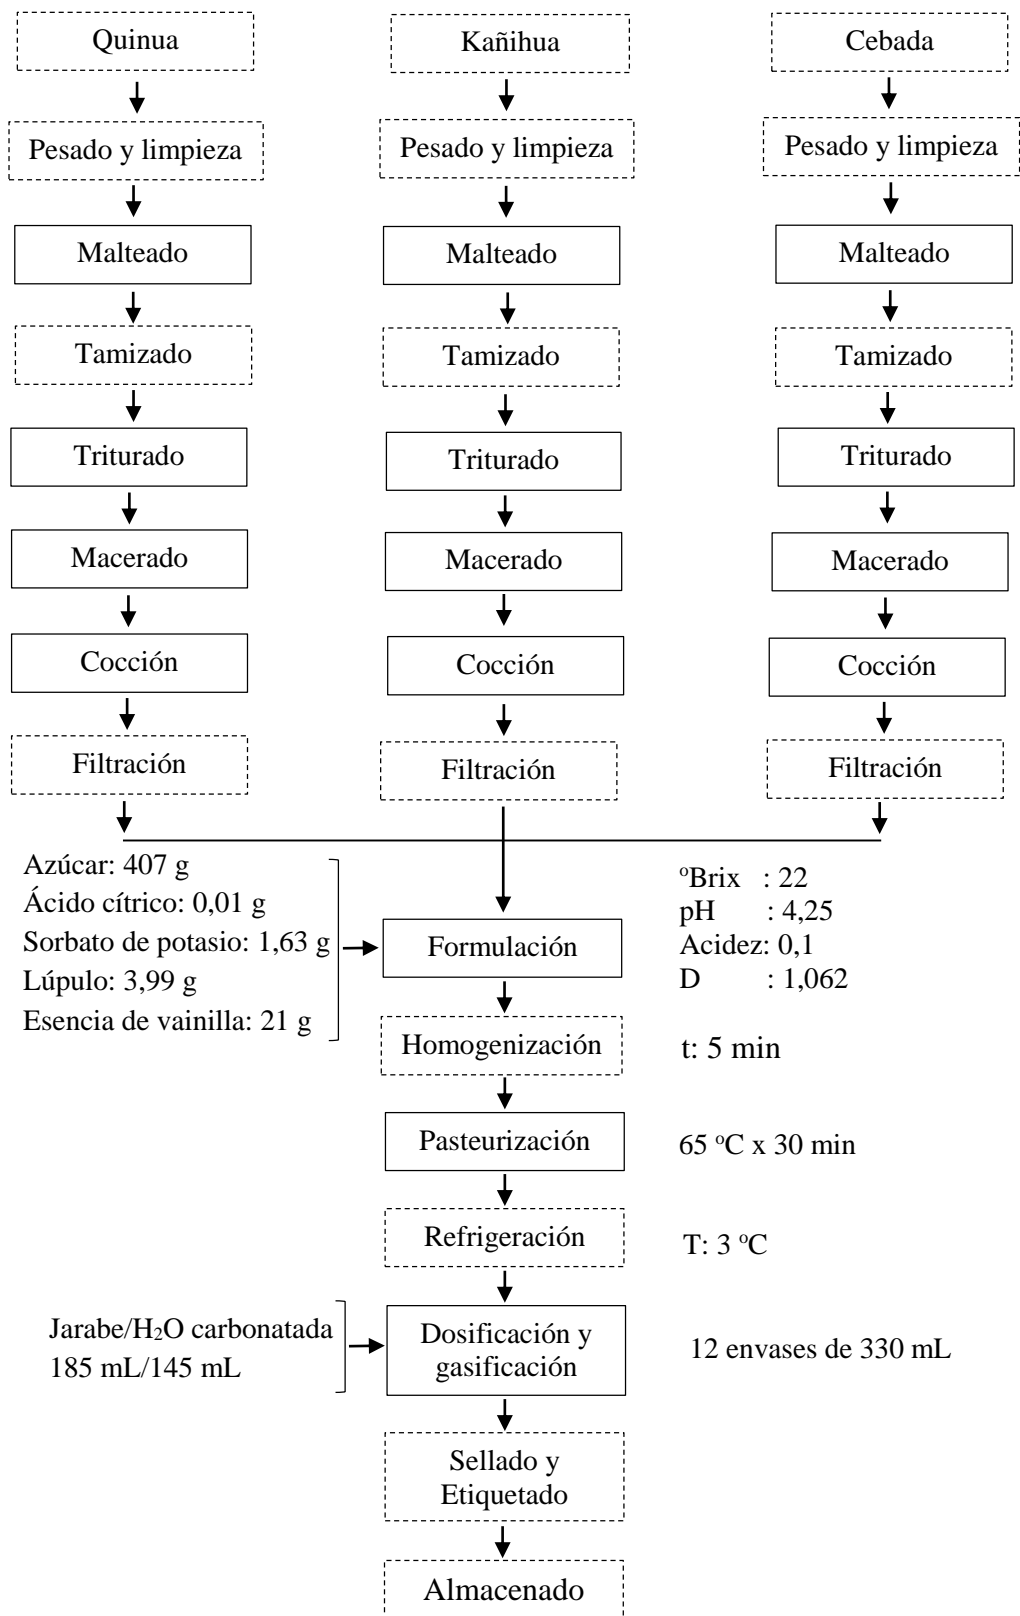 Quinua
Kañihua
Cebada
Pesado y limpieza
Pesado y limpieza
Pesado y limpieza
Malteado
Malteado
Malteado
Tamizado
Tamizado
Tamizado
Triturado
Triturado
Triturado
Macerado
Macerado
Macerado
Cocción
Cocción
Cocción
Filtración
Filtración
Filtración
Azúcar: 407 g
Ácido cítrico: 0,01 g
Sorbato de potasio: 1,63 g
Lúpulo: 3,99 g
Esencia de vainilla: 21 g
Formulación
ºBrix : 22
pH : 4,25
Acidez: 0,1
D : 1,062
Homogenización
t: 5 min
Pasteurización
65 ºC x 30 min
Refrigeración
T: 3 ºC
Jarabe/H₂O carbonatada
185 mL/145 mL
Dosificación y
gasificación
12 envases de 330 mL
Sellado y
Etiquetado
Almacenado